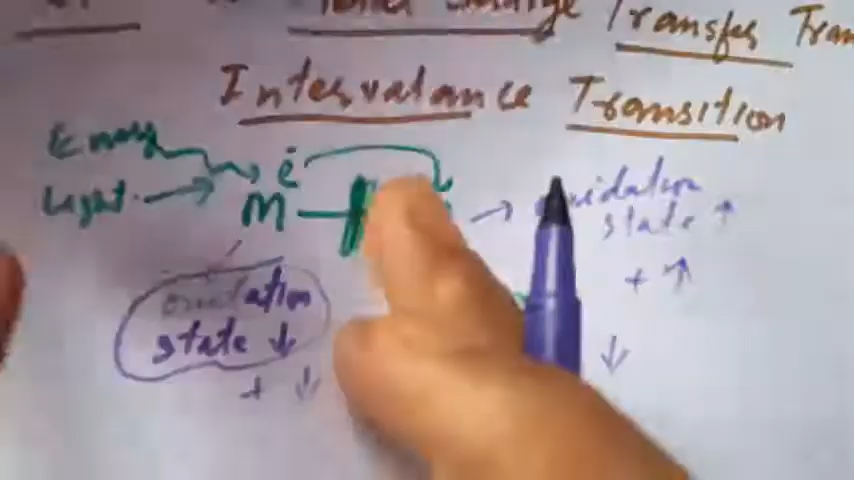 Transfer
Intervalance Transition
Energy
Light
e
M
oxidation
state ↑
+ ↑
oxidation
state ↓
+ ↓
↓